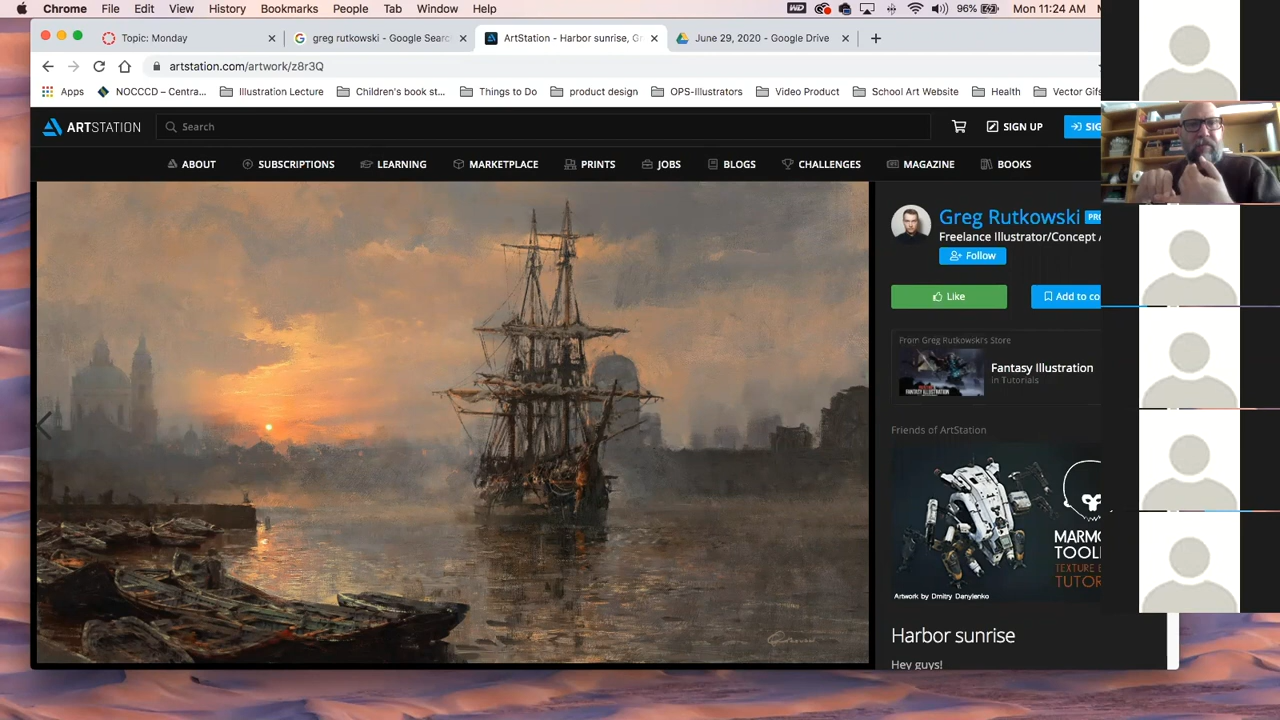 Chrome File Edit View History Bookmarks People Tab Window Help 96% Mon 11:24 AM
Topic: Monday greg rutkowski - Google Searc ArtStation - Harbor sunrise, Gr June 29, 2020 - Google Drive
artstation.com/artwork/z8r3Q
Apps NOCCCD – Centra... Illustration Lecture Children's book st... Things to Do product design OPS-Illustrators Video Product School Art Website Health Vector Gifs
ARTSTATION Search SIGN UP SIG
ABOUT SUBSCRIPTIONS LEARNING MARKETPLACE PRINTS JOBS BLOGS CHALLENGES MAGAZINE BOOKS
Greg Rutkowski PRO
Freelance Illustrator/Concept
Follow
Like Add to co
From Greg Rutkowski's Store
Fantasy Illustration
in Tutorials
Friends of ArtStation
MARMO
TOOL
TEXTURE
TUTOR
Artwork by Dmitry Danylenko
Harbor sunrise
Hey guys!